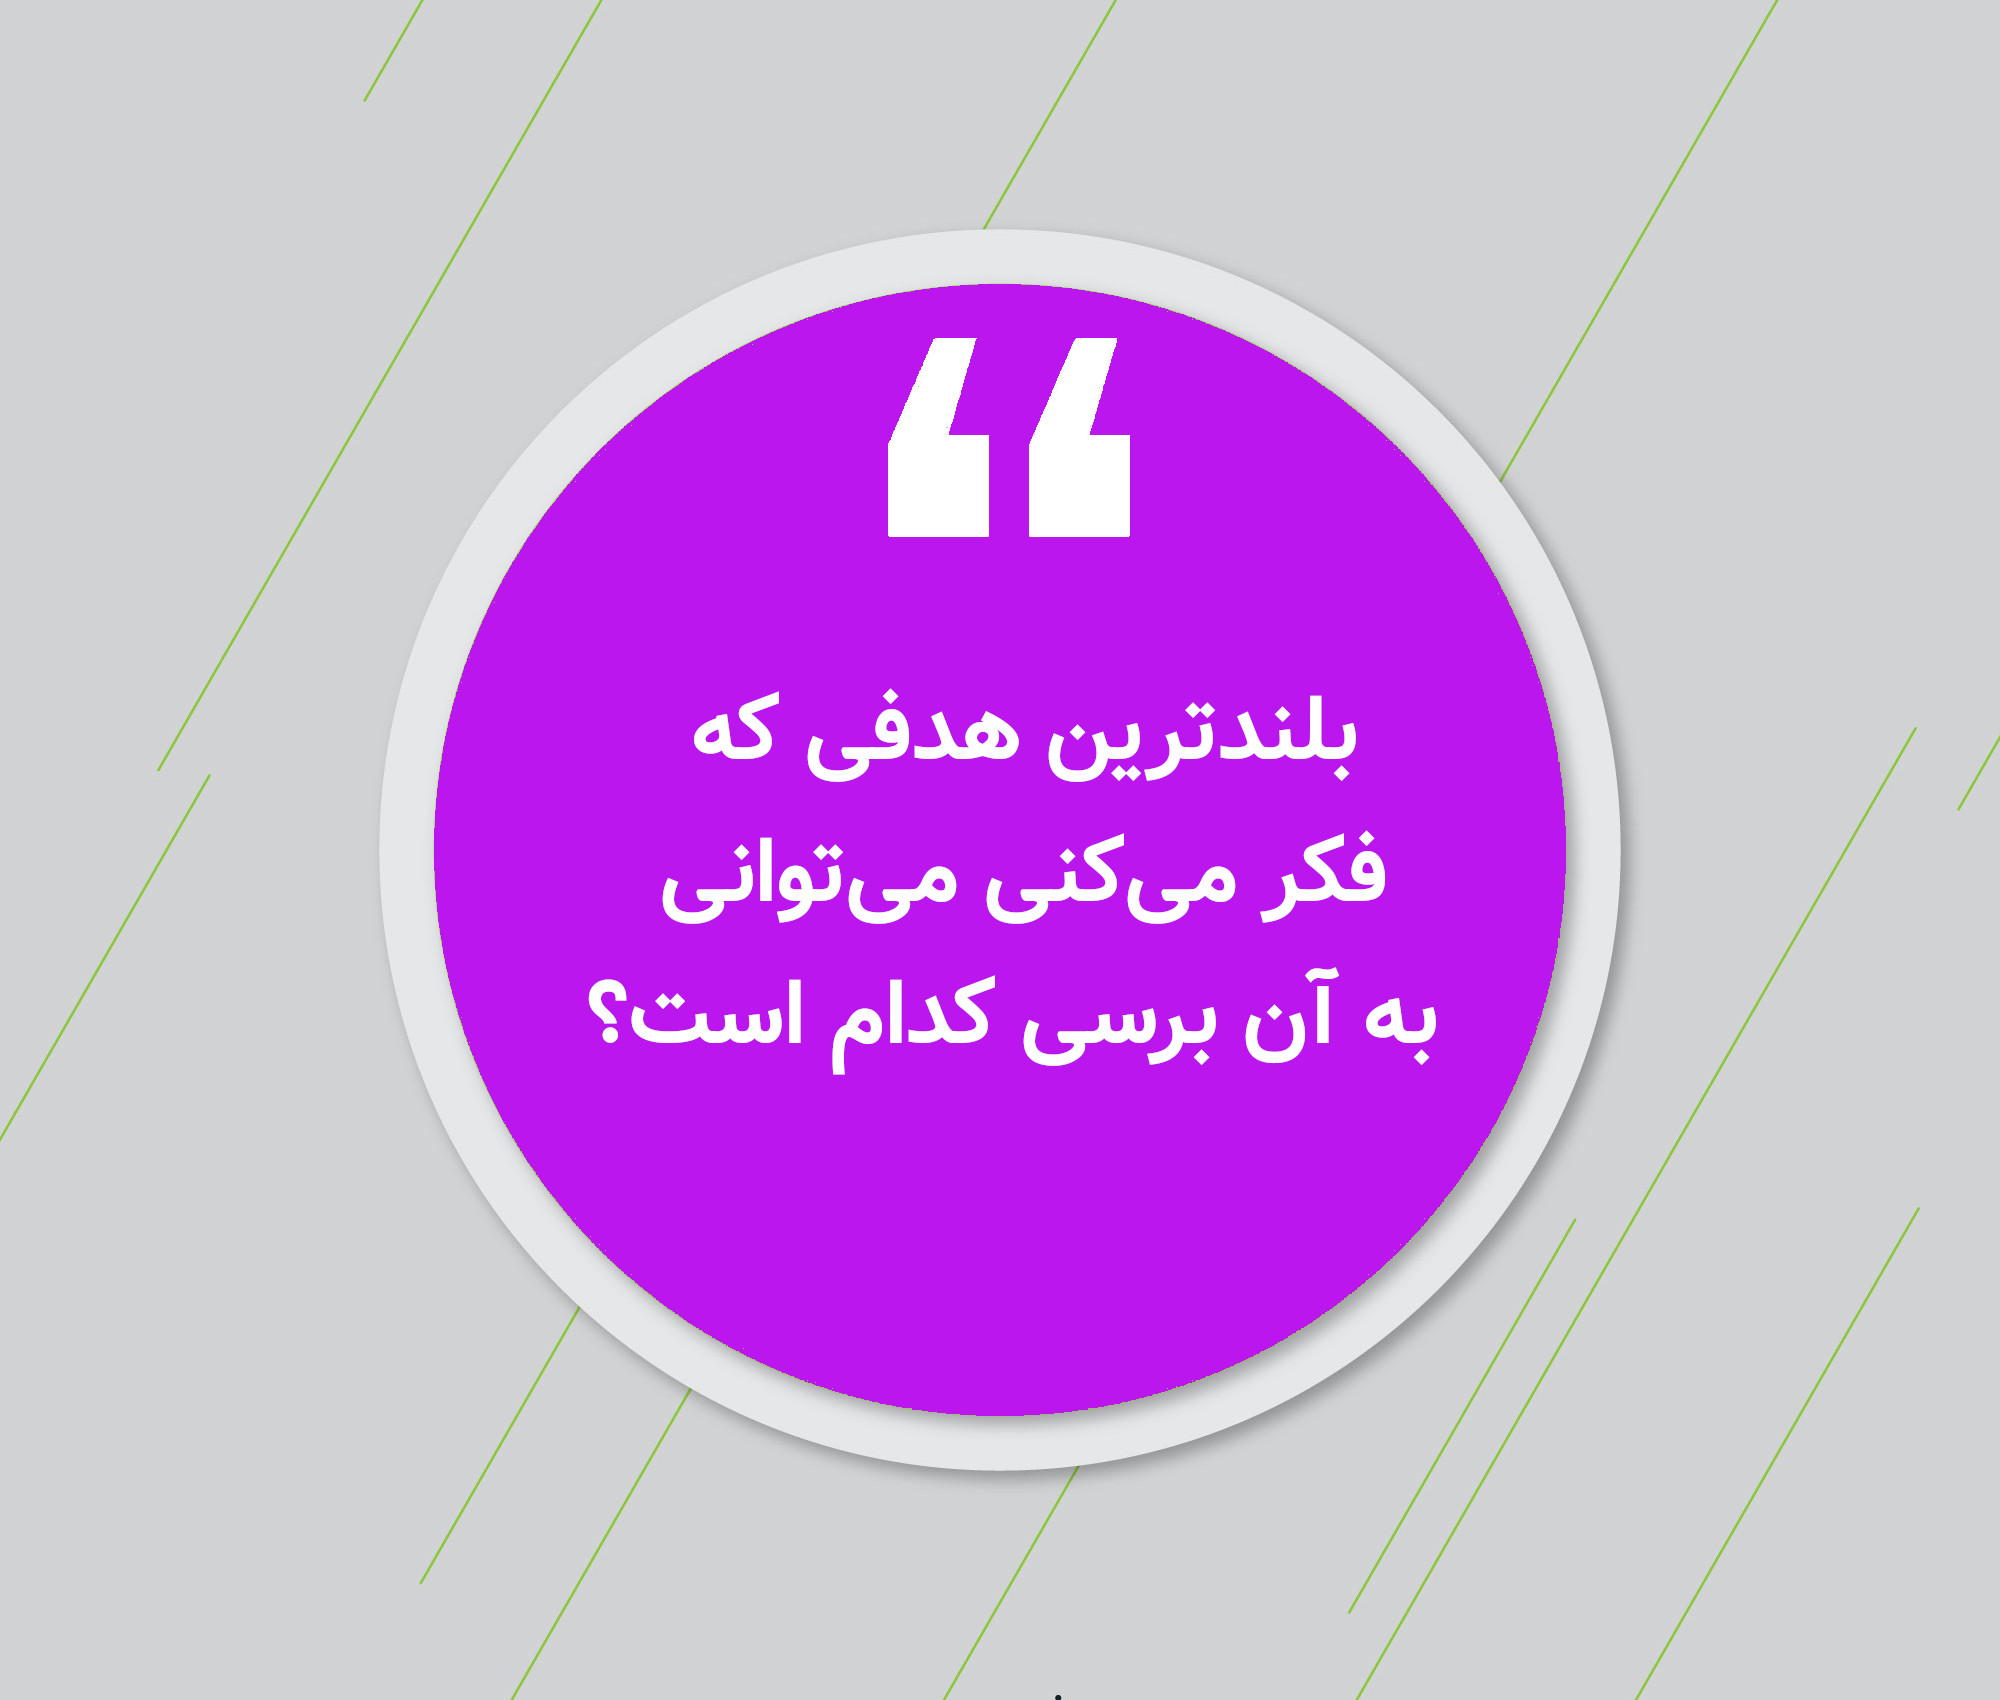 “
بلندترین هدفی که
فکر می‌کنی می‌توانی
به آن برسی کدام است؟